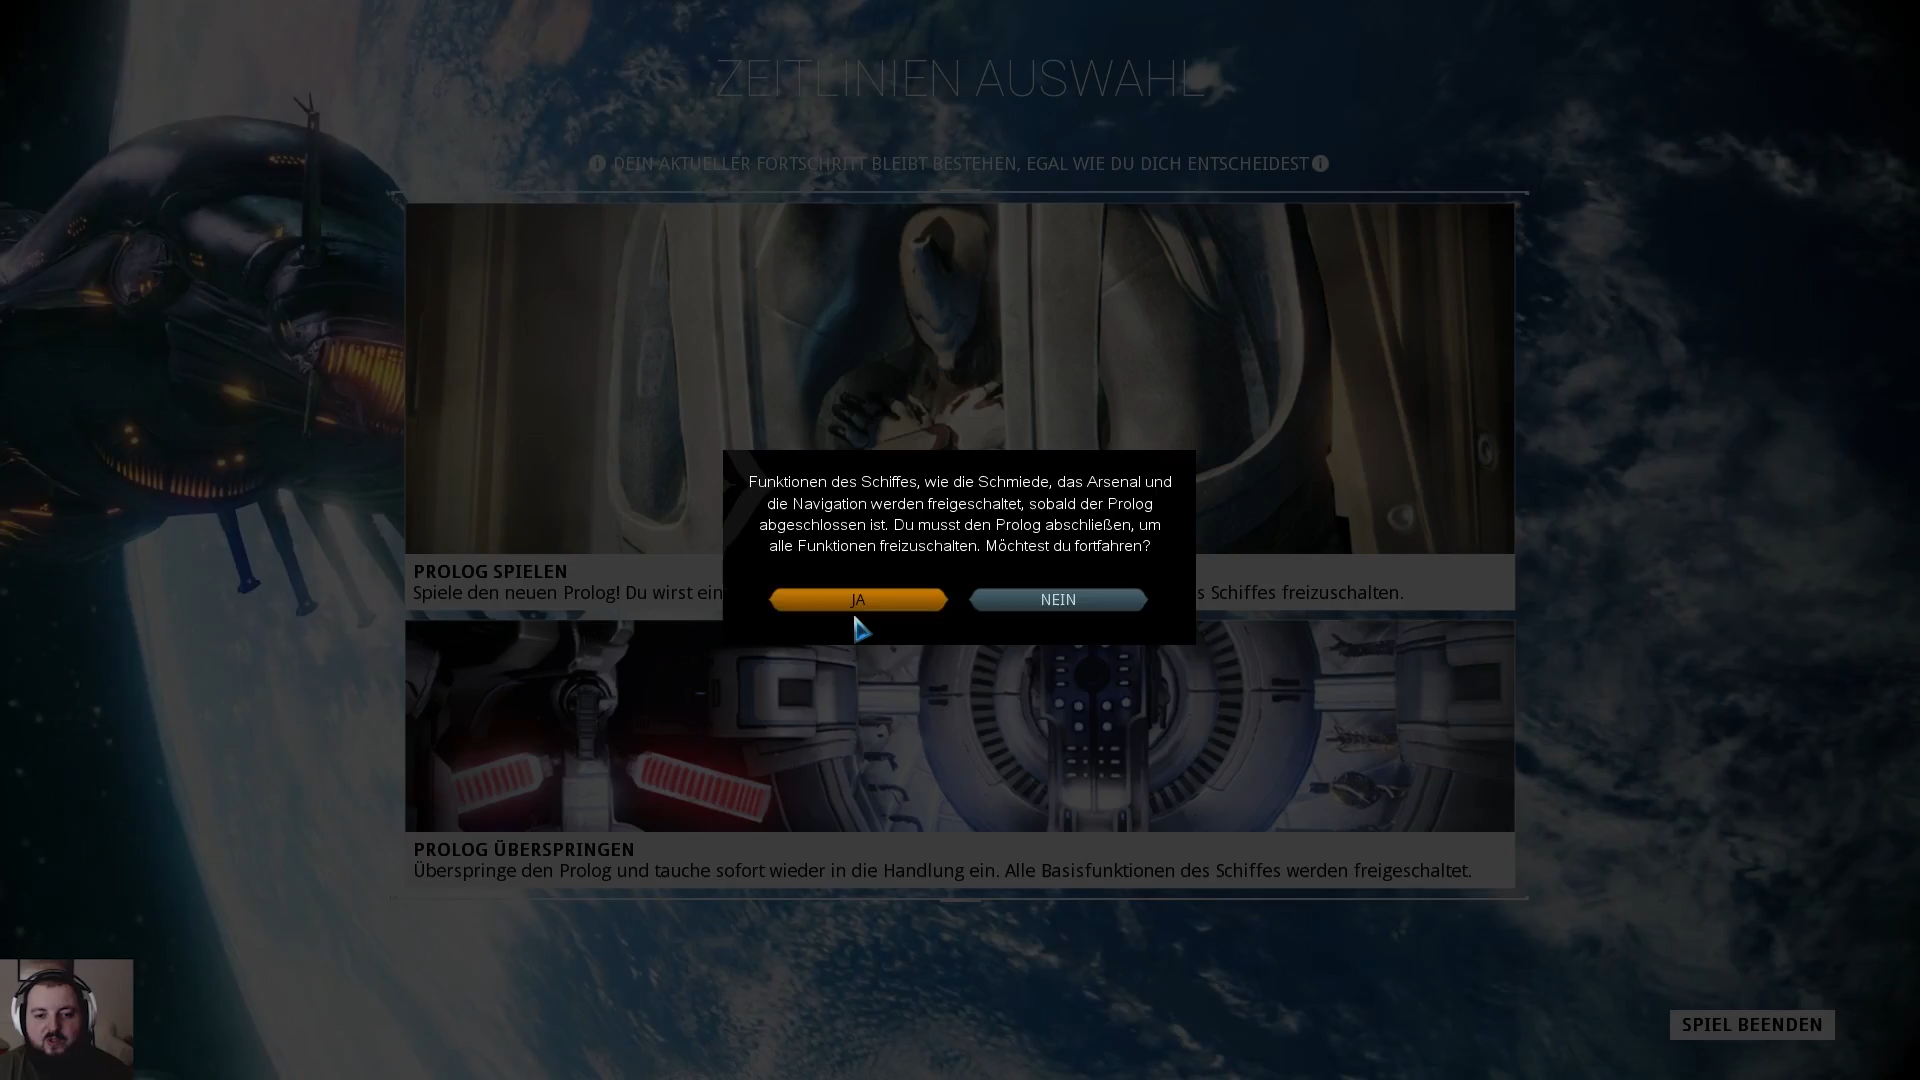 ZEITLINIEN AUSWAHL
DEIN AKTUELLER FORTSCHRITT BLEIBT BESTEHEN, EGAL WIE DU DICH ENTSCHEIDEST
Funktionen des Schiffes, wie die Schmiede, das Arsenal und
die Navigation werden freigeschaltet, sobald der Prolog
abgeschlossen ist. Du musst den Prolog abschließen, um
alle Funktionen freizuschalten. Möchtest du fortfahren?
JA NEIN
PROLOG SPIELEN
Spiele den neuen Prolog! Du wirst ein s Schiffes freizuschalten.
PROLOG ÜBERSPRINGEN
Überspringe den Prolog und tauche sofort wieder in die Handlung ein. Alle Basisfunktionen des Schiffes werden freigeschaltet.
SPIEL BEENDEN